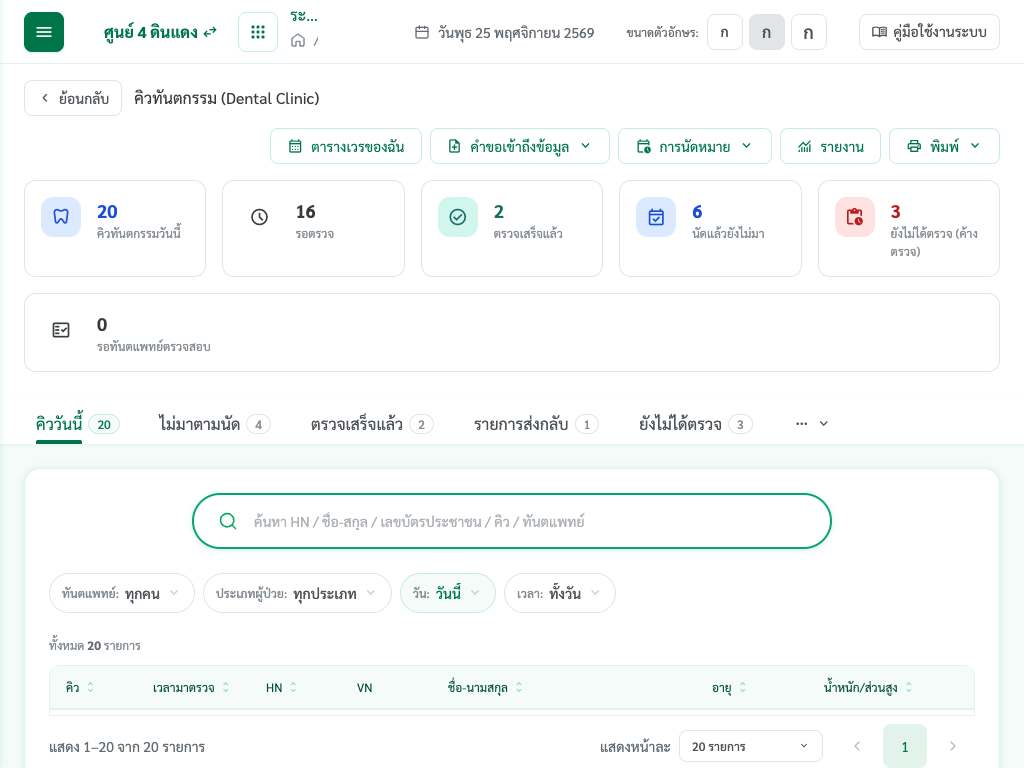 ศูนย์ 4 ดินแดง
ระ...
/
วันพุธ 25 พฤศจิกายน 2569
ขนาดตัวอักษร:
ก
ก
ก
คู่มือใช้งานระบบ
ย้อนกลับ
คิวทันตกรรม (Dental Clinic)
ตารางเวรของฉัน
คำขอเข้าถึงข้อมูล
การนัดหมาย
รายงาน
พิมพ์
20
คิวทันตกรรมวันนี้
16
รอตรวจ
2
ตรวจเสร็จแล้ว
6
นัดแล้วยังไม่มา
3
ยังไม่ได้ตรวจ (ค้าง
ตรวจ)
0
รอทันตแพทย์ตรวจสอบ
คิววันนี้ 20
ไม่มาตามนัด 4
ตรวจเสร็จแล้ว 2
รายการส่งกลับ 1
ยังไม่ได้ตรวจ 3
...
ค้นหา HN / ชื่อ-สกุล / เลขบัตรประชาชน / คิว / ทันตแพทย์
ทันตแพทย์: ทุกคน
ประเภทผู้ป่วย: ทุกประเภท
วัน: วันนี้
เวลา: ทั้งวัน
ทั้งหมด 20 รายการ
คิว เวลามาตรวจ HN VN ชื่อ-นามสกุล อายุ น้ำหนัก/ส่วนสูง
แสดง 1–20 จาก 20 รายการ
แสดงหน้าละ 20 รายการ
1